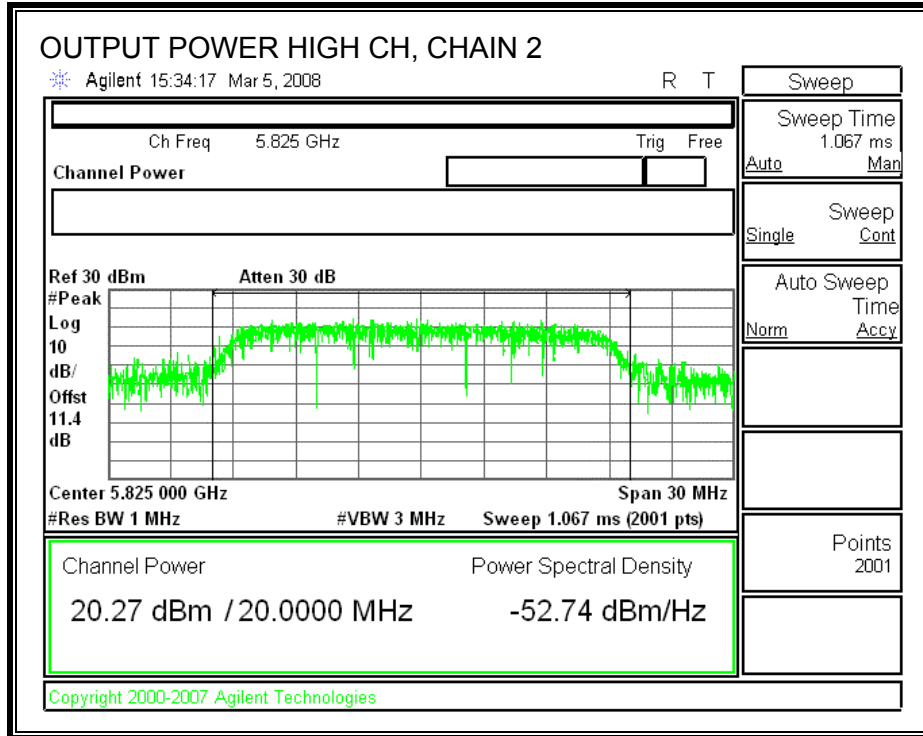 OUTPUT POWER HIGH CH, CHAIN 2
Agilent 15:34:17 Mar 5, 2008 R T
Ch Freq 5.825 GHz Trig Free
Channel Power
Ref 30 dBm Atten 30 dB
#Peak
Log
10
dB/
Offst
11.4
dB
Center 5.825 000 GHz Span 30 MHz
#Res BW 1 MHz #VBW 3 MHz Sweep 1.067 ms (2001 pts)
Channel Power Power Spectral Density
20.27 dBm / 20.0000 MHz -52.74 dBm/Hz
Copyright 2000-2007 Agilent Technologies
Sweep
Sweep Time
1.067 ms
Auto Man
Sweep
Single Cont
Auto Sweep
Time
Norm Accy
Points
2001